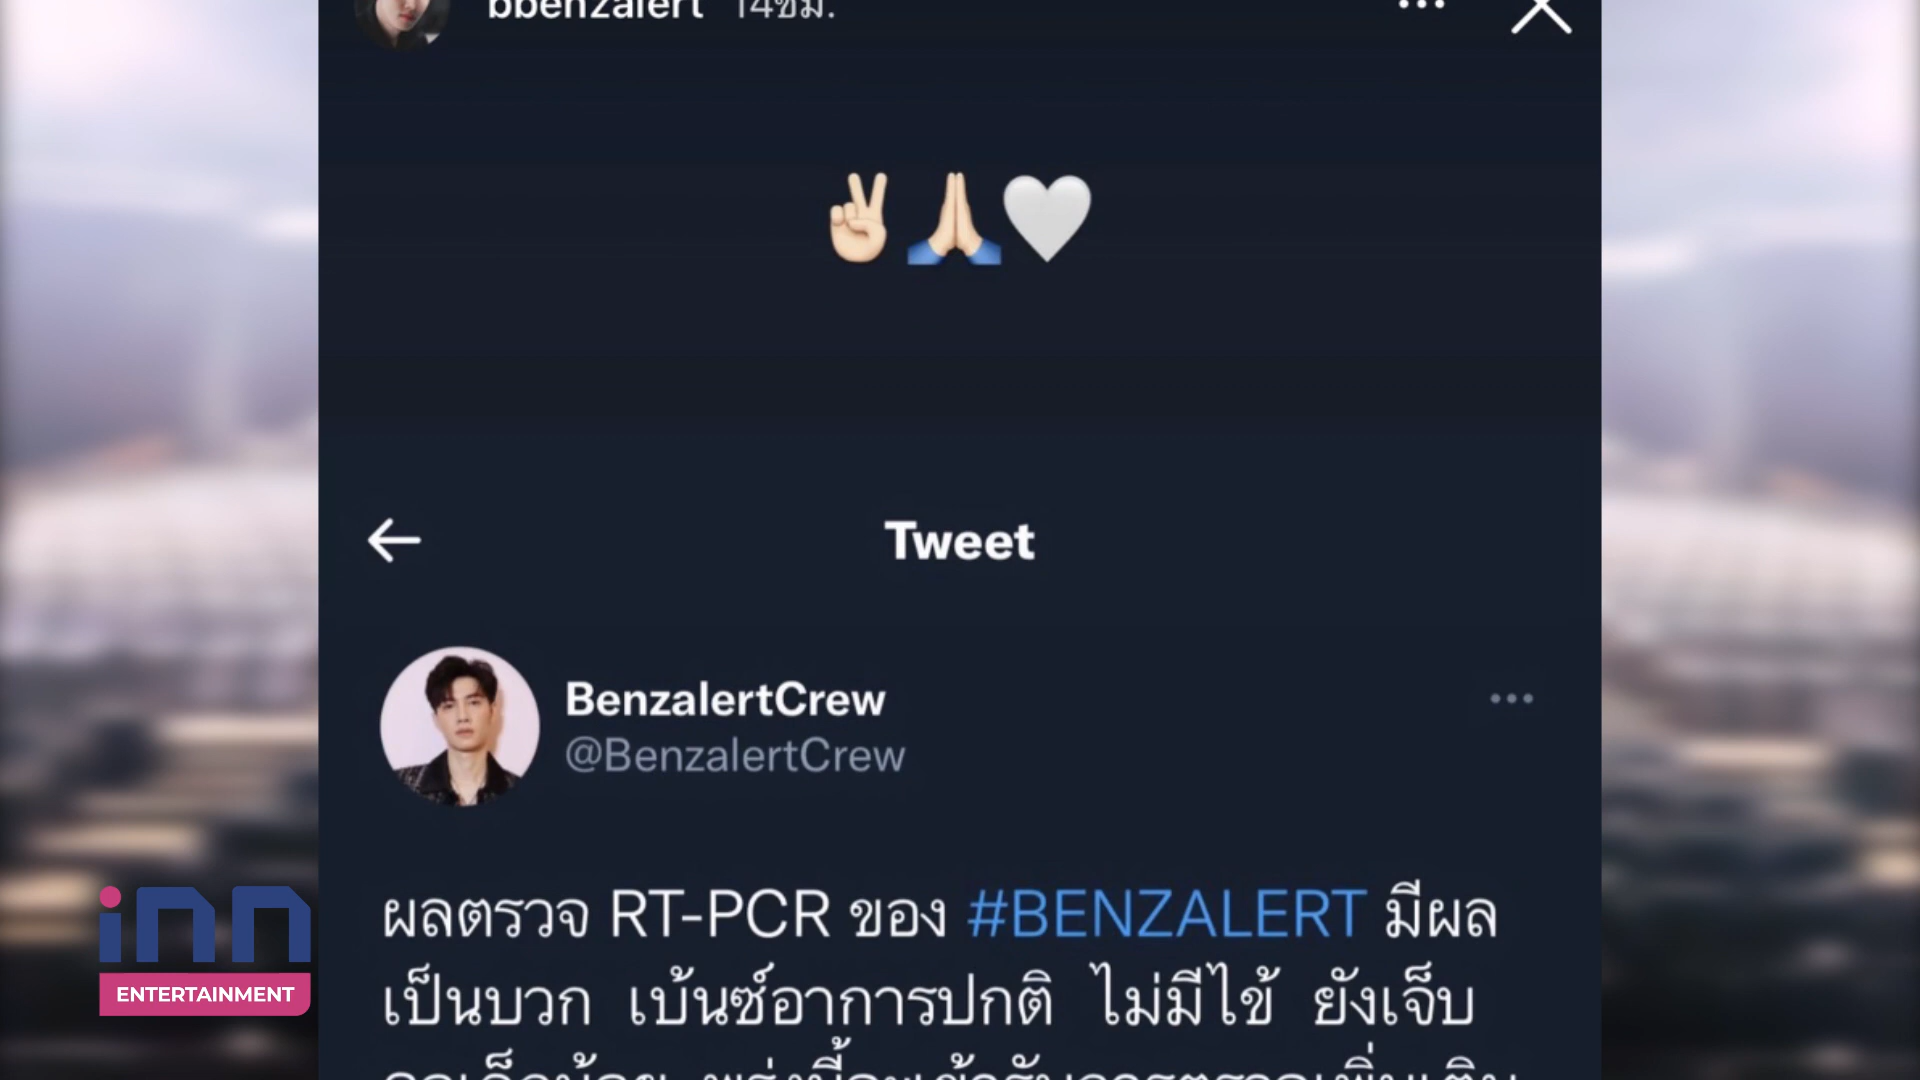 bbenzalert 14ชม.
✌🏻🙏🏻🤍
Tweet
BenzalertCrew
@BenzalertCrew
ผลตรวจ RT-PCR ของ #BENZALERT มีผล
เป็นบวก เบ้นซ์อาการปกติ ไม่มีไข้ ยังเจ็บ
inn
ENTERTAINMENT